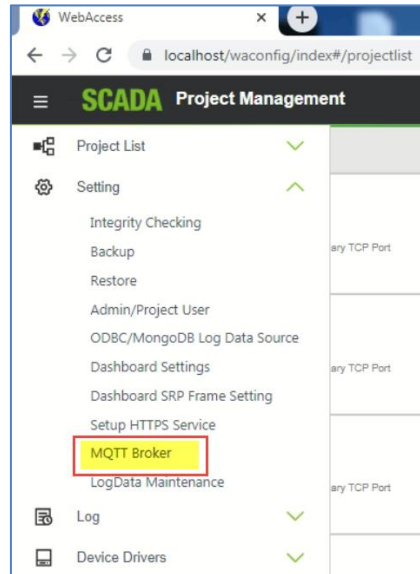 WebAccess
localhost/waconfig/index#/projectlist
SCADA Project Management
Project List
Setting
Integrity Checking
Backup
ary TCP Port
Restore
Admin/Project User
ODBC/MongoDB Log Data Source
Dashboard Settings
ary TCP Port
Dashboard SRP Frame Setting
Setup HTTPS Service
MQTT Broker
LogData Maintenance
ary TCP Port
Log
Device Drivers